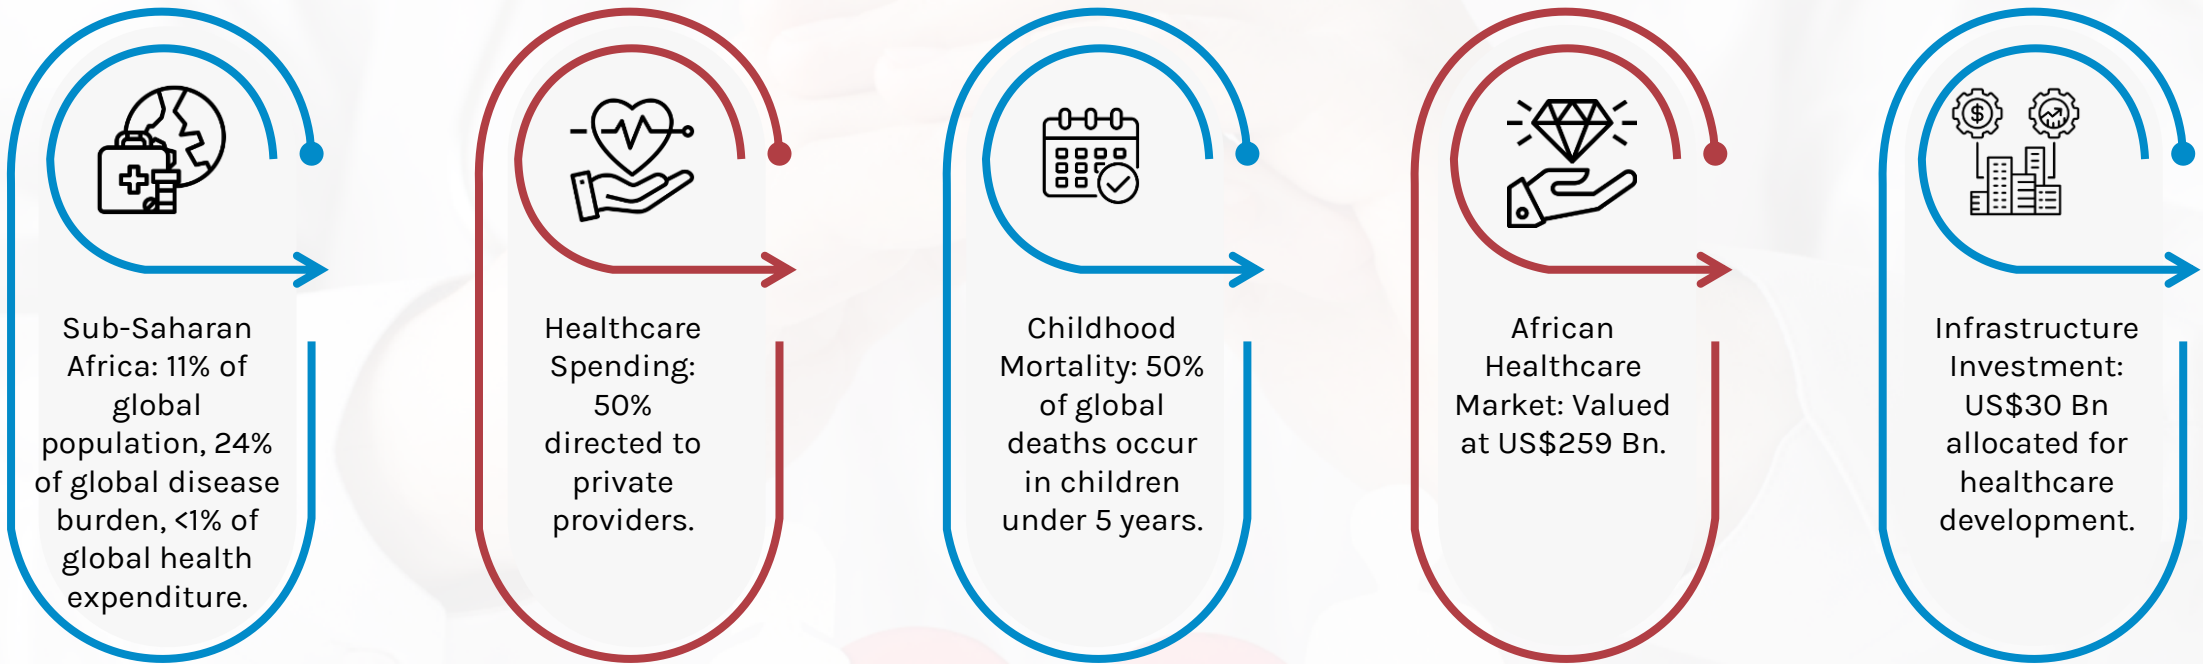 Sub-Saharan
Africa: 11% of
global
population, 24%
of global disease
burden, <1% of
global health
expenditure.
Healthcare
Spending:
50%
directed to
private
providers.
Childhood
Mortality: 50%
of global
deaths occur
in children
under 5 years.
African
Healthcare
Market: Valued
at US$259 Bn.
$
Infrastructure
Investment:
US$30 Bn
allocated for
healthcare
development.